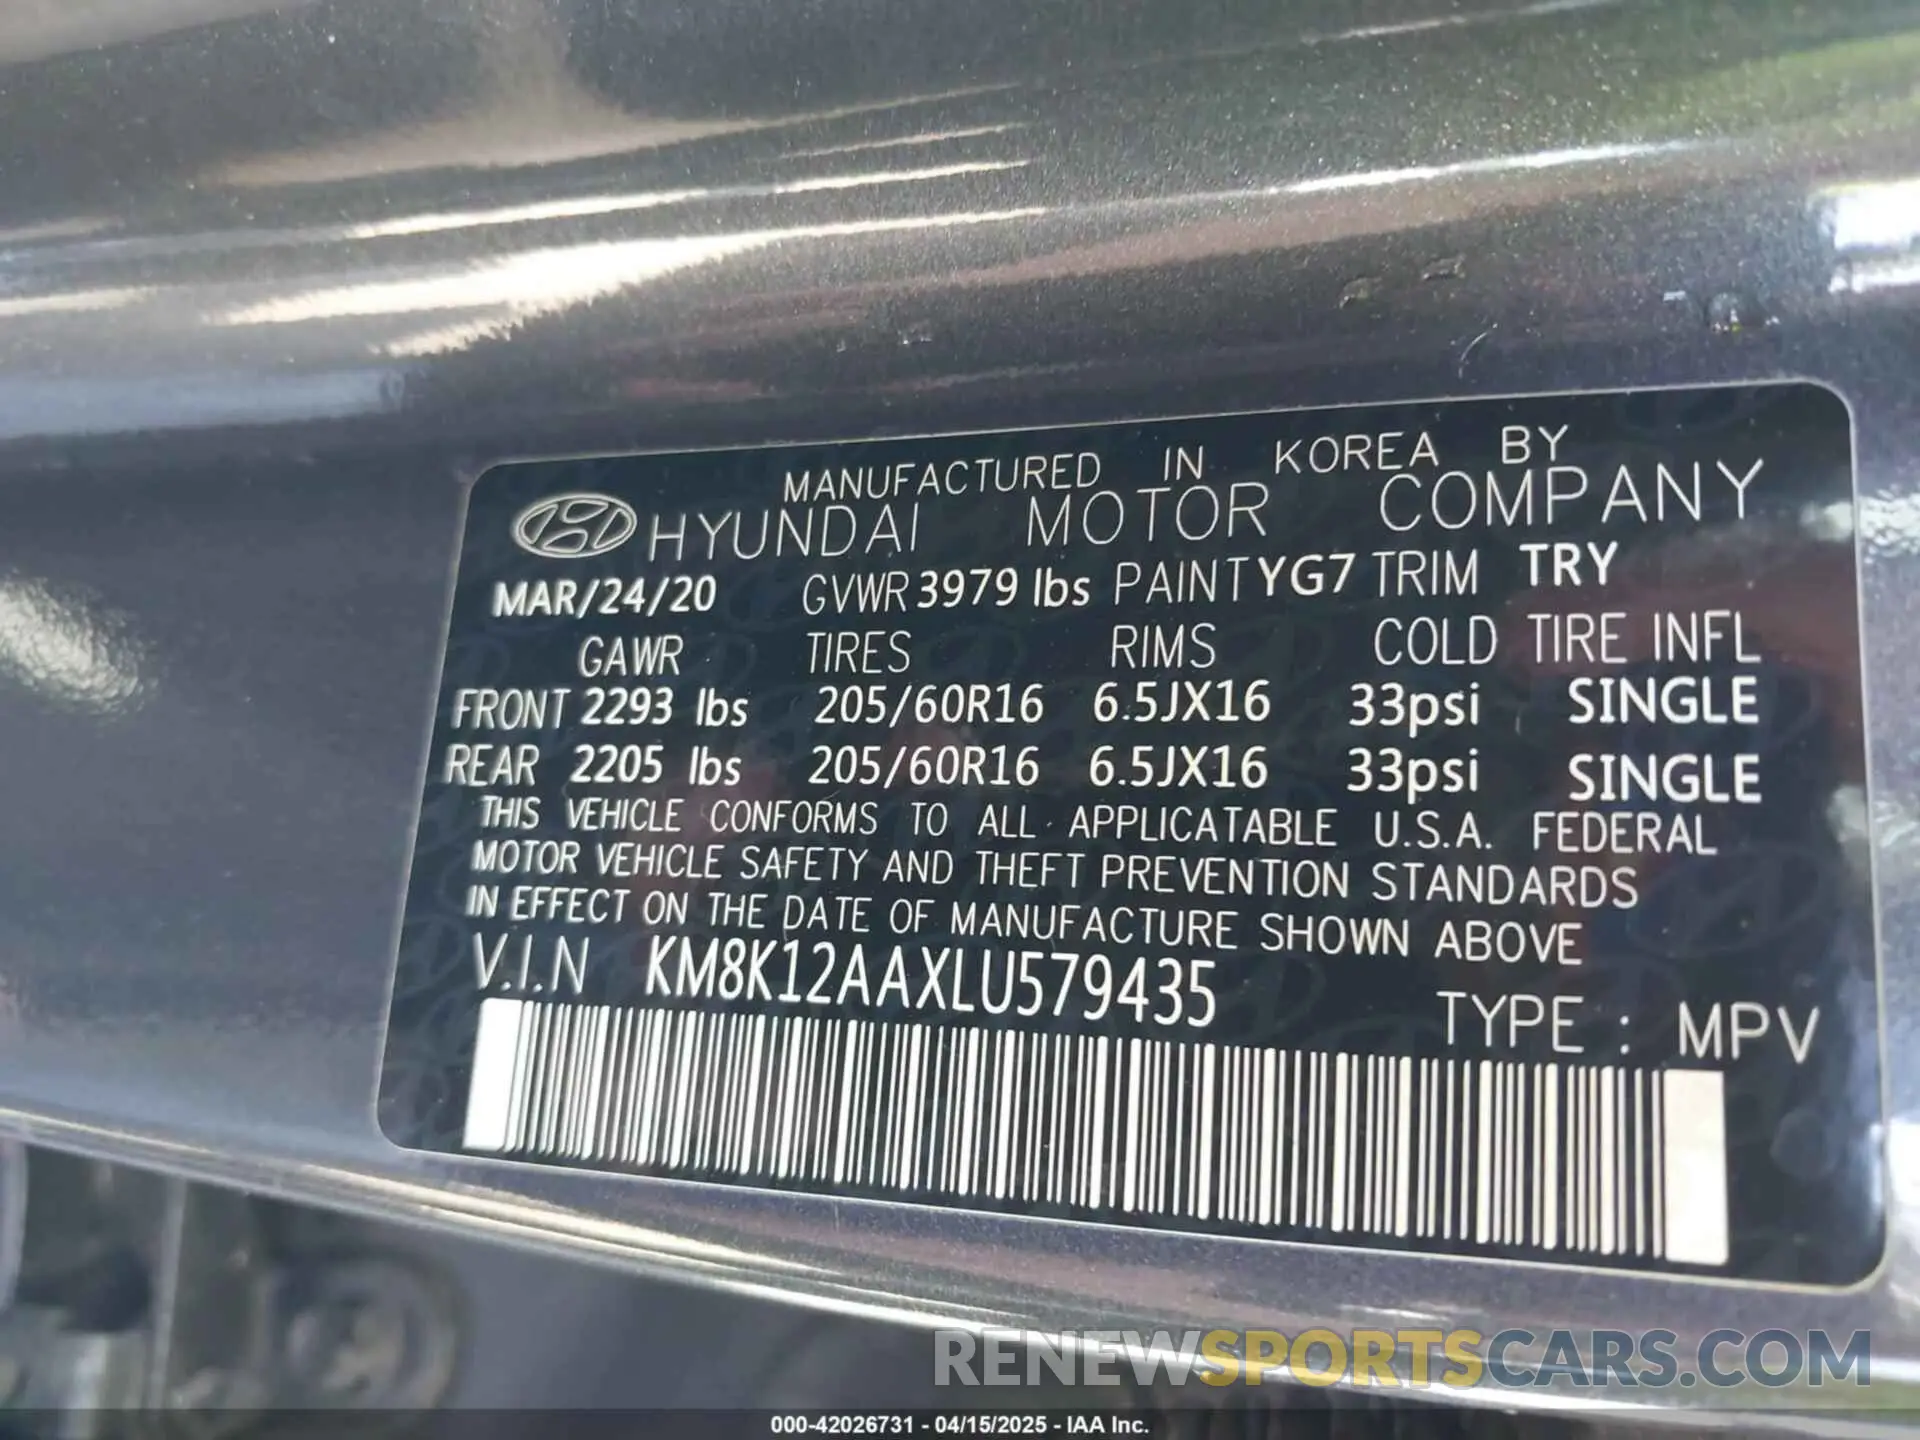 MANUFACTURED IN KOREA BY
HYUNDAI MOTOR COMPANY
MAR/24/20 GVWR 3979 lbs PAINT YG7 TRIM TRY
GAWR TIRES RIMS COLD TIRE INFL
FRONT 2293 lbs 205/60R16 6.5JX16 33psi SINGLE
REAR 2205 lbs 205/60R16 6.5JX16 33psi SINGLE
THIS VEHICLE CONFORMS TO ALL APPLICATABLE U.S.A. FEDERAL
MOTOR VEHICLE SAFETY AND THEFT PREVENTION STANDARDS
IN EFFECT ON THE DATE OF MANUFACTURE SHOWN ABOVE
V.I.N KM8K12AAXLU579435
TYPE : MPV
RENEWSPORTSCARS.COM
000-42026731 - 04/15/2025 - IAA Inc.